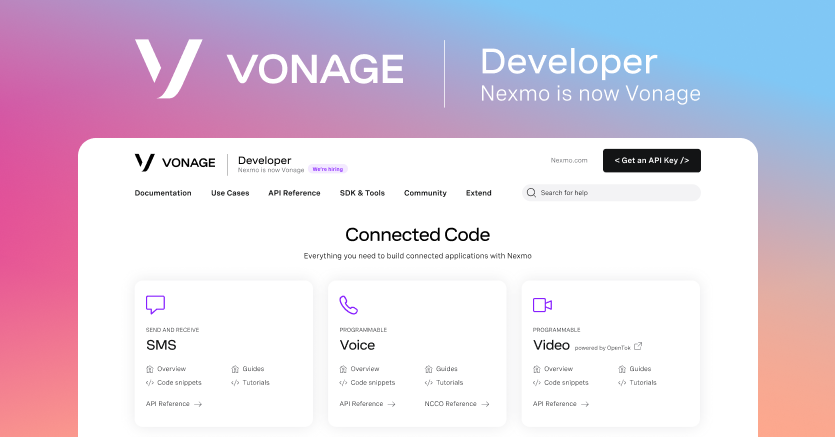 VONAGE
Developer
Nexmo is now Vonage
VONAGE
Developer
Nexmo is now Vonage We're hiring
Nexmo.com
< Get an API Key />
Documentation Use Cases API Reference SDK & Tools Community Extend
Search for help
Connected Code
Everything you need to build connected applications with Nexmo
SEND AND RECEIVE
SMS
Overview Guides
Code snippets Tutorials
API Reference →
PROGRAMMABLE
Voice
Overview Guides
Code snippets Tutorials
API Reference → NCCO Reference →
PROGRAMMABLE
Video powered by OpenTok
Overview Guides
Code snippets Tutorials
API Reference →